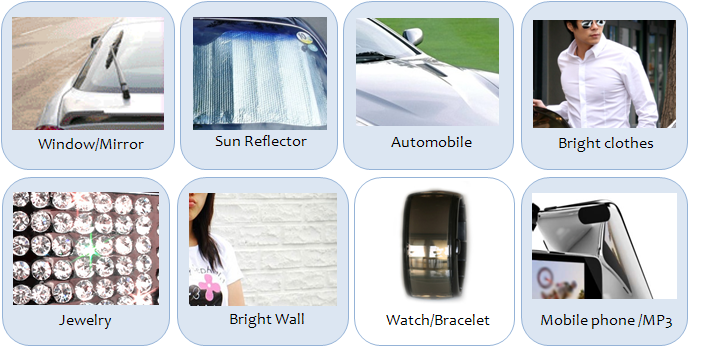 Window/Mirror
Sun Reflector
Automobile
Bright clothes
Jewelry
Bright Wall
Watch/Bracelet
Mobile phone /MP3